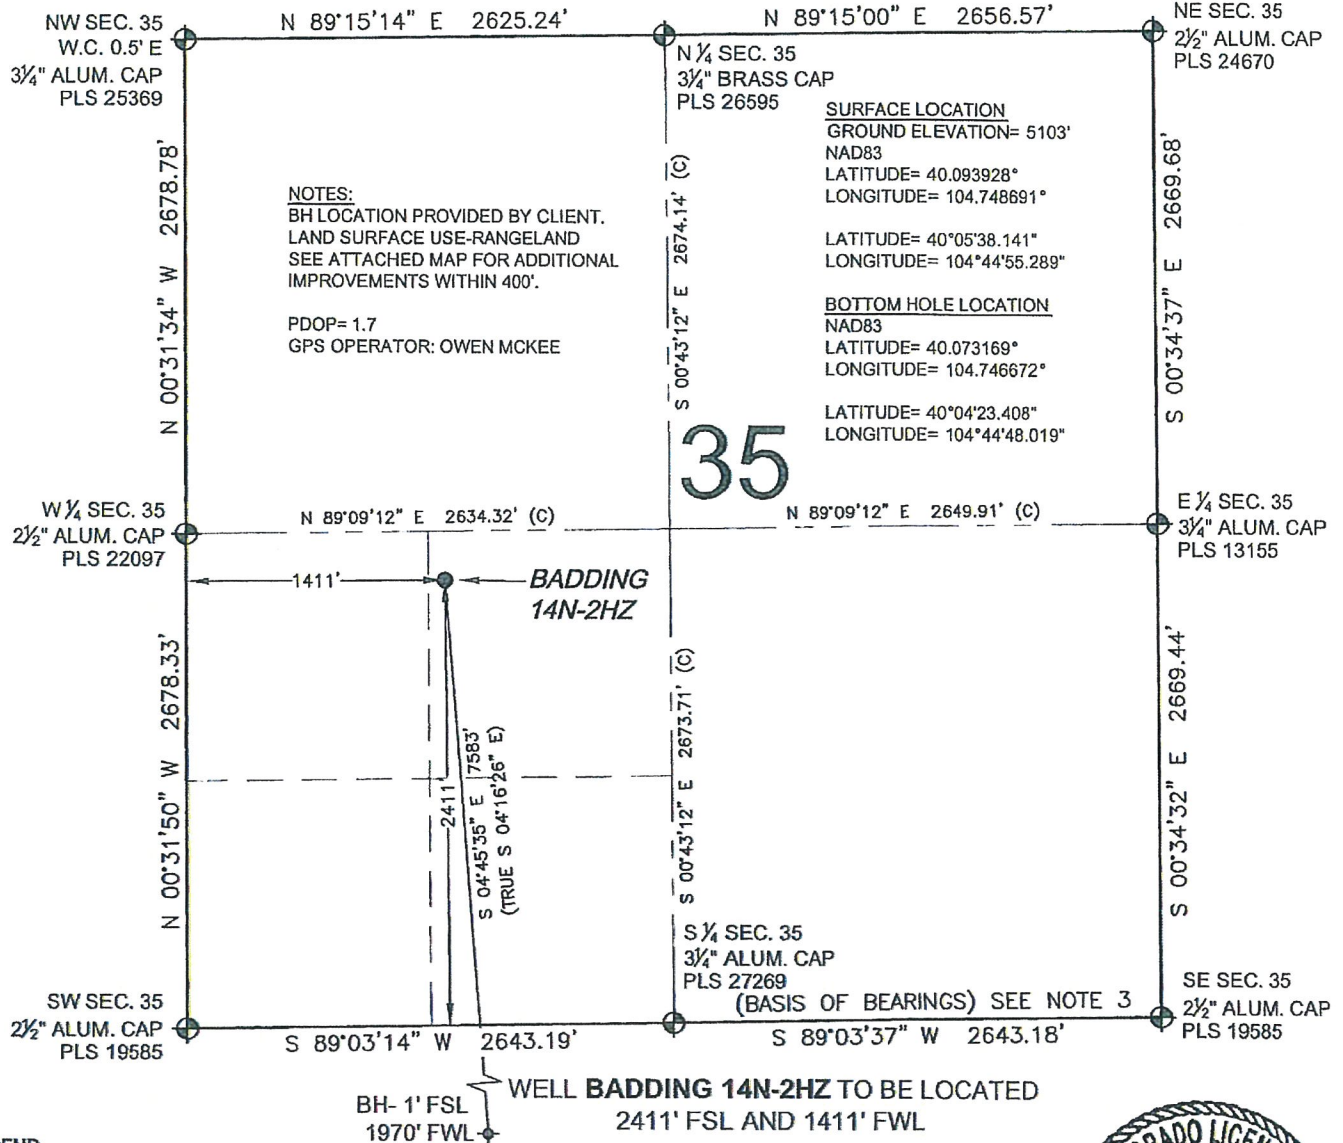 NW SEC. 35
W.C. 0.5' E
3¼" ALUM. CAP
PLS 25369
N 89°15'14" E 2625.24'
N 89°15'00" E 2656.57'
NE SEC. 35
2½" ALUM. CAP
PLS 24670
N ¼ SEC. 35
3¼" BRASS CAP
PLS 26595
SURFACE LOCATION
GROUND ELEVATION= 5103'
NAD83
LATITUDE= 40.093928°
LONGITUDE= 104.748691°
LATITUDE= 40°05'38.141"
LONGITUDE= 104°44'55.289"
BOTTOM HOLE LOCATION
NAD83
LATITUDE= 40.073169°
LONGITUDE= 104.746672°
LATITUDE= 40°04'23.408"
LONGITUDE= 104°44'48.019"
NOTES:
BH LOCATION PROVIDED BY CLIENT.
LAND SURFACE USE-RANGELAND
SEE ATTACHED MAP FOR ADDITIONAL
IMPROVEMENTS WITHIN 400'.
PDOP= 1.7
GPS OPERATOR: OWEN MCKEE
N 00°31'34" W 2678.78'
S 00°43'12" E 2674.14' (C)
S 00°34'37" E 2669.68'
35
W ¼ SEC. 35
2½" ALUM. CAP
PLS 22097
N 89°09'12" E 2634.32' (C)
N 89°09'12" E 2649.91' (C)
E ¼ SEC. 35
3¼" ALUM. CAP
PLS 13155
1411'
BADDING
14N-2HZ
N 00°31'50" W 2678.33'
2411'
S 04°45'35" E 7583'
(TRUE S 04°16'26" E)
S 00°43'12" E 2673.71' (C)
S 00°34'32" E 2669.44'
S ¼ SEC. 35
3¼" ALUM. CAP
PLS 27269
(BASIS OF BEARINGS) SEE NOTE 3
SW SEC. 35
2½" ALUM. CAP
PLS 19585
SE SEC. 35
2½" ALUM. CAP
PLS 19585
S 89°03'14" W 2643.19'
S 89°03'37" W 2643.18'
BH- 1' FSL
1970' FWL
WELL BADDING 14N-2HZ TO BE LOCATED
2411' FSL AND 1411' FWL